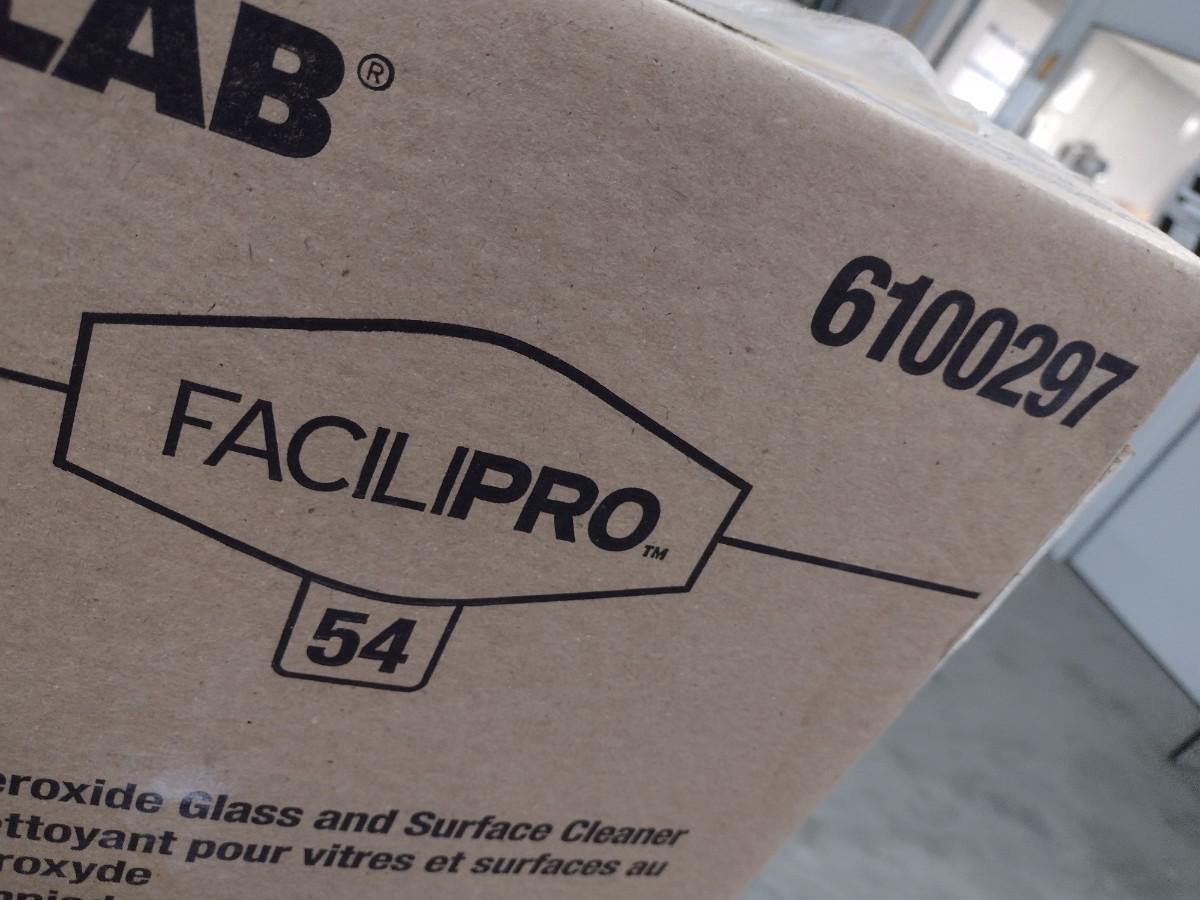 LAB®
6100297
FACILIPRO™
54
eroxide Glass and Surface Cleaner
ettoyant pour vitres et surfaces au
roxyde